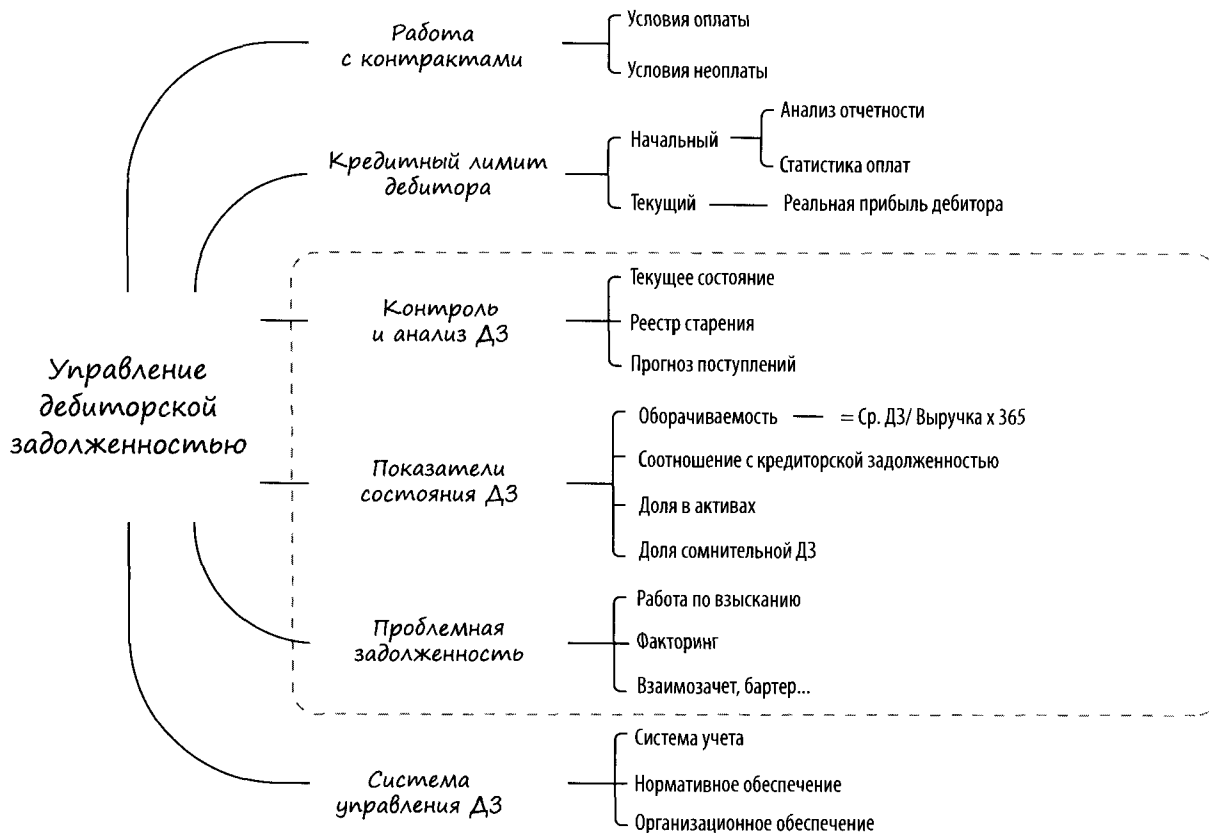 Работа
с контрактами
Условия оплаты
Условия неоплаты
Кредитный лимит
дебитора
Начальный
Анализ отчетности
Статистика оплат
Текущий
Реальная прибыль дебитора
Управление
дебиторской
задолженностью
Контроль
и анализ ДЗ
Текущее состояние
Реестр старения
Прогноз поступлений
Показатели
состояния ДЗ
Оборачиваемость
= Ср. ДЗ/ Выручка х 365
Соотношение с кредиторской задолженностью
Доля в активах
Доля сомнительной ДЗ
Проблемная
задолженность
Работа по взысканию
Факторинг
Взаимозачет, бартер...
Система
управления ДЗ
Система учета
Нормативное обеспечение
Организационное обеспечение